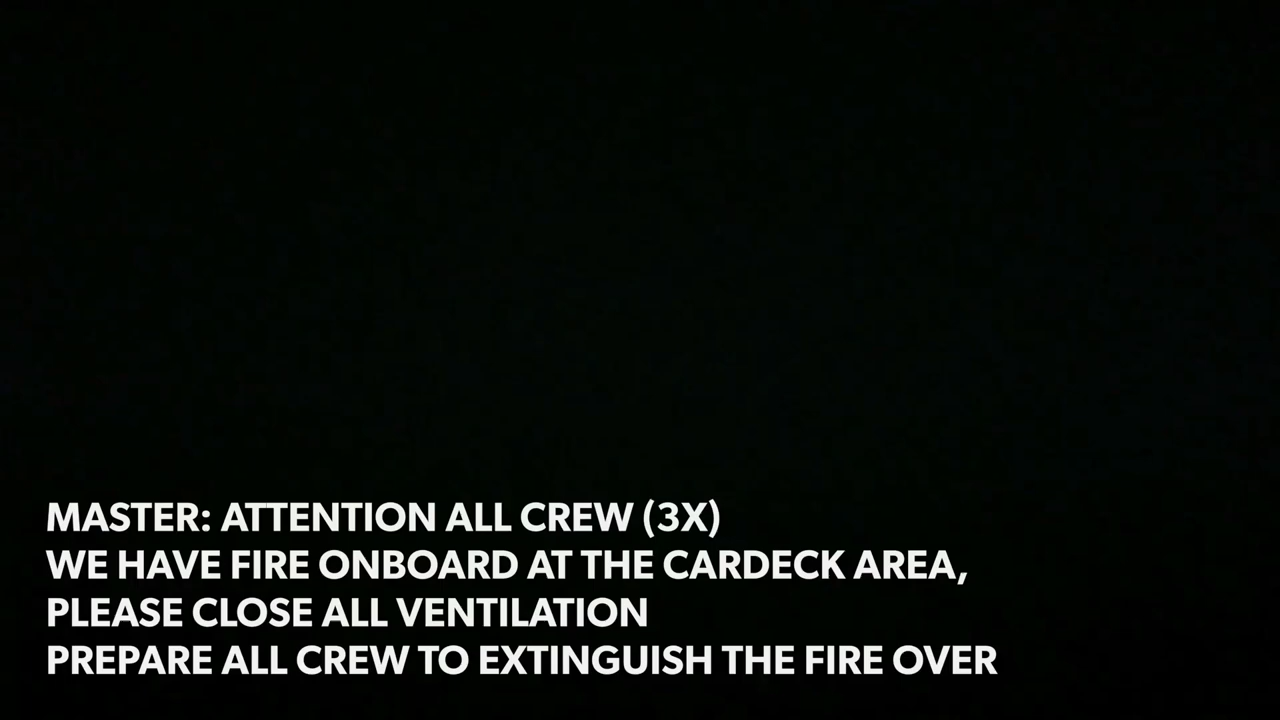 MASTER: ATTENTION ALL CREW (3X)
WE HAVE FIRE ONBOARD AT THE CARDECK AREA,
PLEASE CLOSE ALL VENTILATION
PREPARE ALL CREW TO EXTINGUISH THE FIRE OVER